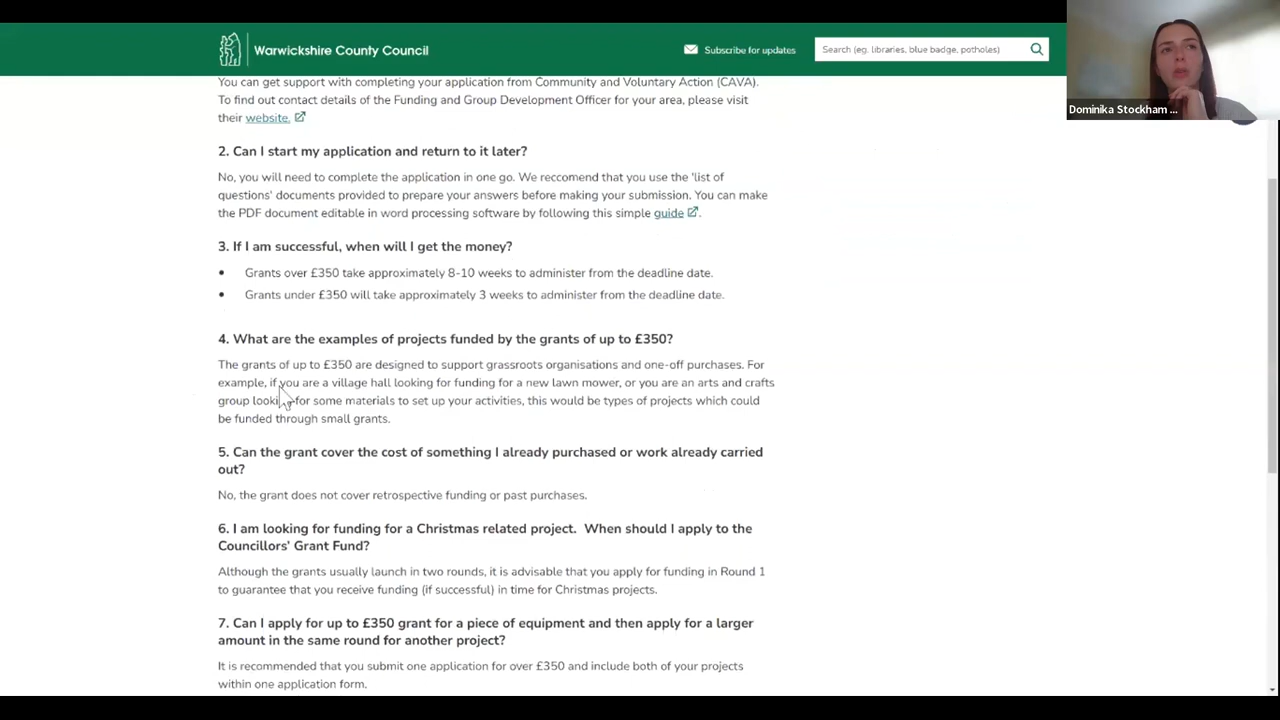 Warwickshire County Council
Subscribe for updates
Search (eg. libraries, blue badge, potholes)
Dominika Stockham ...
You can get support with completing your application from Community and Voluntary Action (CAVA).
To find out contact details of the Funding and Group Development Officer for your area, please visit
their website.
2. Can I start my application and return to it later?
No, you will need to complete the application in one go. We reccomend that you use the 'list of
questions' documents provided to prepare your answers before making your submission. You can make
the PDF document editable in word processing software by following this simple guide.
3. If I am successful, when will I get the money?
• Grants over £350 take approximately 8-10 weeks to administer from the deadline date.
• Grants under £350 will take approximately 3 weeks to administer from the deadline date.
4. What are the examples of projects funded by the grants of up to £350?
The grants of up to £350 are designed to support grassroots organisations and one-off purchases. For
example, if you are a village hall looking for funding for a new lawn mower, or you are an arts and crafts
group looking for some materials to set up your activities, this would be types of projects which could
be funded through small grants.
5. Can the grant cover the cost of something I already purchased or work already carried
out?
No, the grant does not cover retrospective funding or past purchases.
6. I am looking for funding for a Christmas related project. When should I apply to the
Councillors' Grant Fund?
Although the grants usually launch in two rounds, it is advisable that you apply for funding in Round 1
to guarantee that you receive funding (if successful) in time for Christmas projects.
7. Can I apply for up to £350 grant for a piece of equipment and then apply for a larger
amount in the same round for another project?
It is recommended that you submit one application for over £350 and include both of your projects
within one application form.